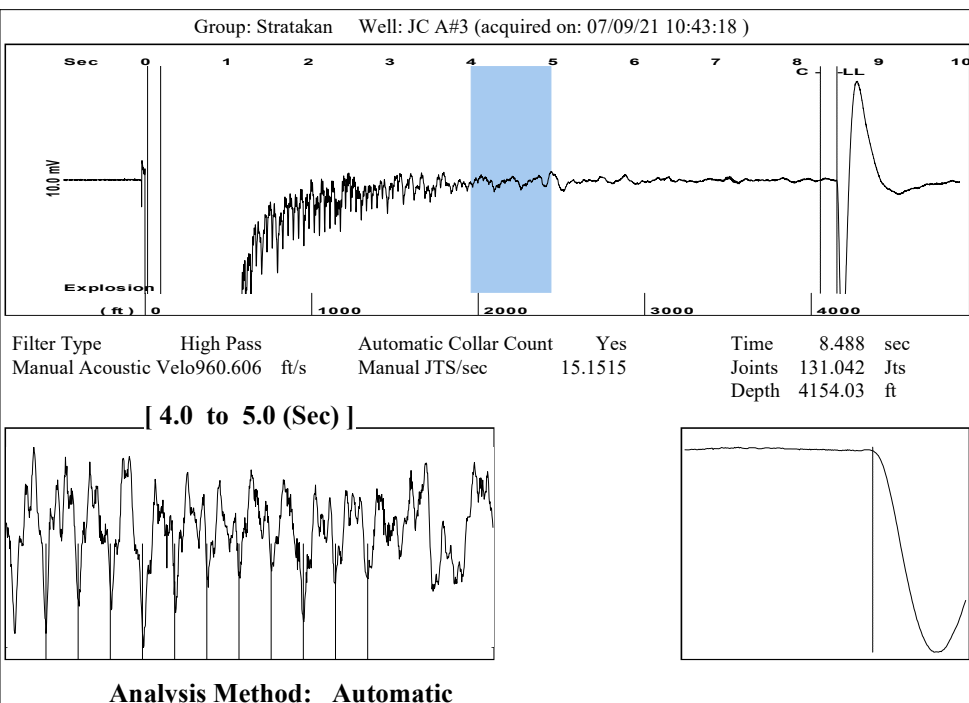 Group: Stratakan Well: JC A#3 (acquired on: 07/09/21 10:43:18 )
Sec 0 1 2 3 4 5 6 7 8 9 10
C LL
10.0 mV
Explosion
(ft) 0 1000 2000 3000 4000
Filter Type High Pass Automatic Collar Count Yes Time 8.488 sec
Manual Acoustic Velo960.606 ft/s Manual JTS/sec 15.1515 Joints 131.042 Jts
Depth 4154.03 ft
[ 4.0 to 5.0 (Sec) ]
Analysis Method: Automatic